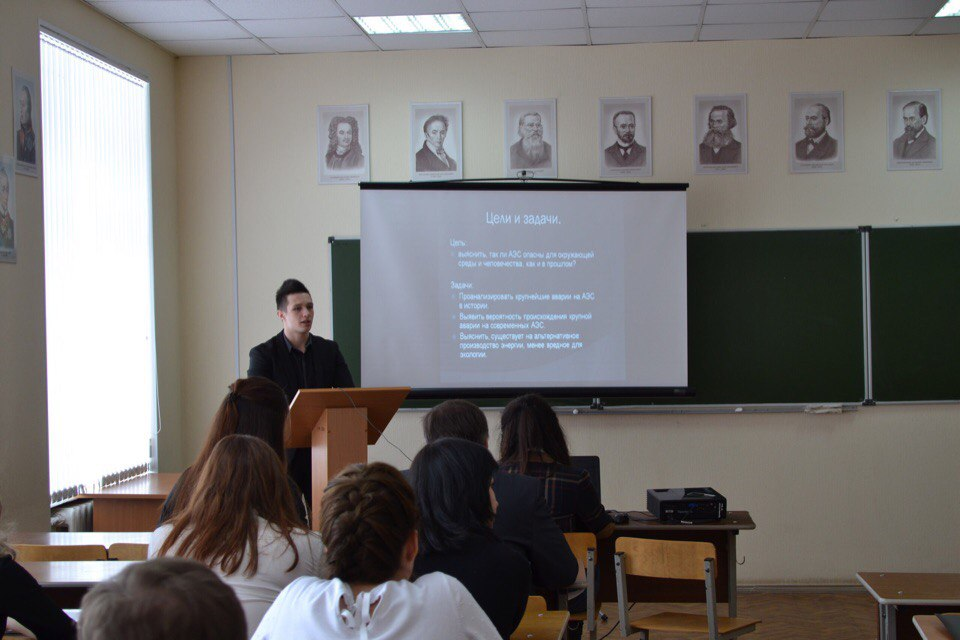 Цели и задачи.
Цель:
выяснить, так ли АЭС опасны для окружающей
среды и человечества, как и в прошлом?
Задачи:
Проанализировать крупнейшие аварии на АЭС
в истории.
Выявить вероятность происхождения крупной
аварии на современных АЭС.
Выяснить, существует на альтернативное
производство энергии, менее вредное для
экологии.